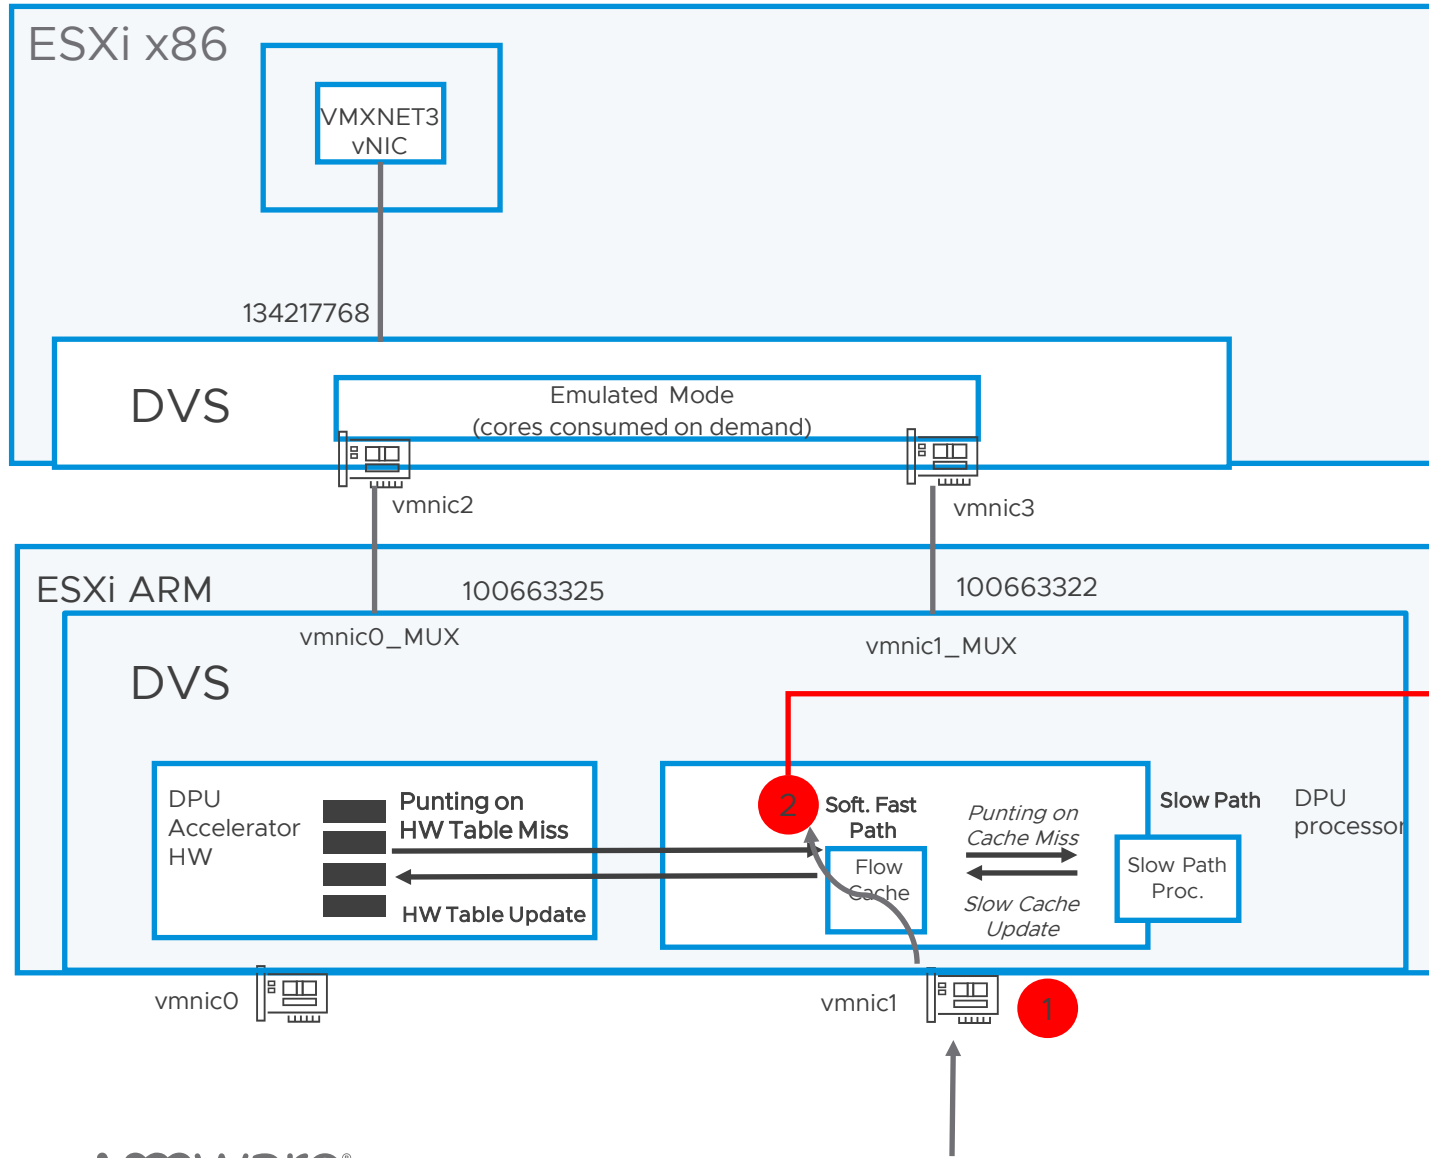 ESXi x86
VMXNET3
vNIC
134217768
DVS
Emulated Mode
(cores consumed on demand)
vmnic2
vmnic3
ESXi ARM
100663325
100663322
vmnic0_MUX
vmnic1_MUX
DVS
DPU
Accelerator
HW
Punting on
HW Table Miss
HW Table Update
2
Soft. Fast
Path
Flow
Cache
Punting on
Cache Miss
Slow Cache
Update
Slow Path
Slow Path
Proc.
DPU
processor
vmnic0
vmnic1
1